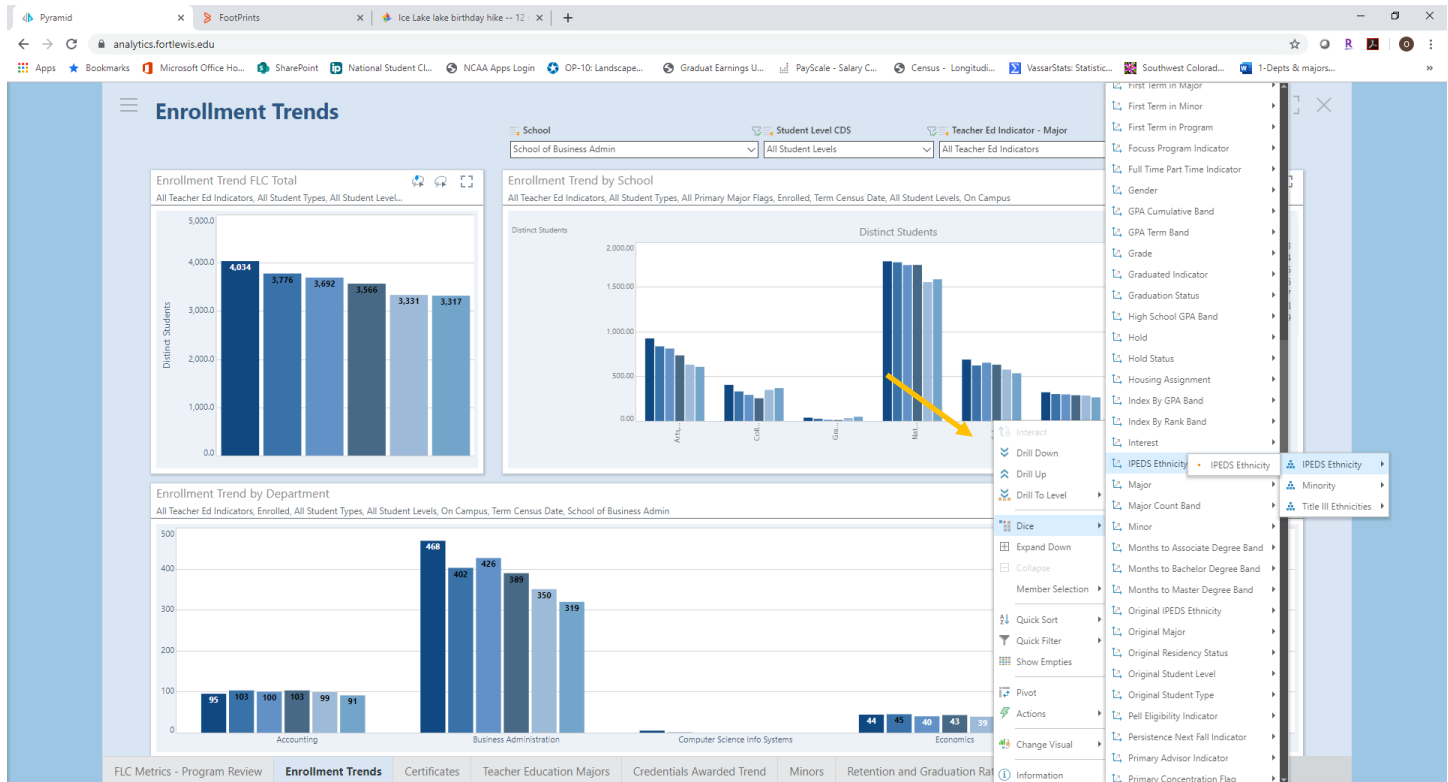 Pyramid
FootPrints
Ice Lake lake birthday hike -- 12
analytics.fortlewis.edu
Apps
Bookmarks
Microsoft Office Ho...
SharePoint
National Student Cl...
NCAA Apps Login
OP-10: Landscape...
Graduat Earnings U...
PayScale - Salary C...
Census - Longitudi...
VassarStats: Statistic...
Southwest Colorad...
1-Depts & majors...
Enrollment Trends
School
Student Level CDS
Teacher Ed Indicator - Major
School of Business Admin
All Student Levels
All Teacher Ed Indicators
Enrollment Trend FLC Total
All Teacher Ed Indicators, All Student Types, All Student Level...
5,000.0
4,000.0
3,000.0
2,000.0
1,000.0
0.0
Distinct Students
4,034
3,776
3,692
3,566
3,331
3,317
Enrollment Trend by School
All Teacher Ed Indicators, All Student Types, All Primary Major Flags, Enrolled, Term Census Date, All Student Levels, On Campus
Distinct Students
Distinct Students
2,000.00
1,500.00
1,000.00
500.00
0.00
Arts,...
Coll...
Gra...
Nat...
Enrollment Trend by Department
All Teacher Ed Indicators, Enrolled, All Student Types, All Student Levels, On Campus, Term Census Date, School of Business Admin
500
400
300
200
100
0
95
103
100
103
99
91
468
402
426
389
350
319
44
45
40
43
39
Accounting
Business Administration
Computer Science Info Systems
Economics
Interact
Drill Down
Drill Up
Drill To Level
Dice
Expand Down
Collapse
Member Selection
Quick Sort
Quick Filter
Show Empties
Pivot
Actions
Change Visual
Information
First Term in Major
First Term in Minor
First Term in Program
Focuss Program Indicator
Full Time Part Time Indicator
Gender
GPA Cumulative Band
GPA Term Band
Grade
Graduated Indicator
Graduation Status
High School GPA Band
Hold
Hold Status
Housing Assignment
Index By GPA Band
Index By Rank Band
Interest
IPEDS Ethnicity
Major
Major Count Band
Minor
Months to Associate Degree Band
Months to Bachelor Degree Band
Months to Master Degree Band
Original IPEDS Ethnicity
Original Major
Original Residency Status
Original Student Level
Original Student Type
Pell Eligibility Indicator
Persistence Next Fall Indicator
Primary Advisor Indicator
Primary Concentration Flag
IPEDS Ethnicity
IPEDS Ethnicity
Minority
Title III Ethnicities
FLC Metrics - Program Review
Enrollment Trends
Certificates
Teacher Education Majors
Credentials Awarded Trend
Minors
Retention and Graduation Rat